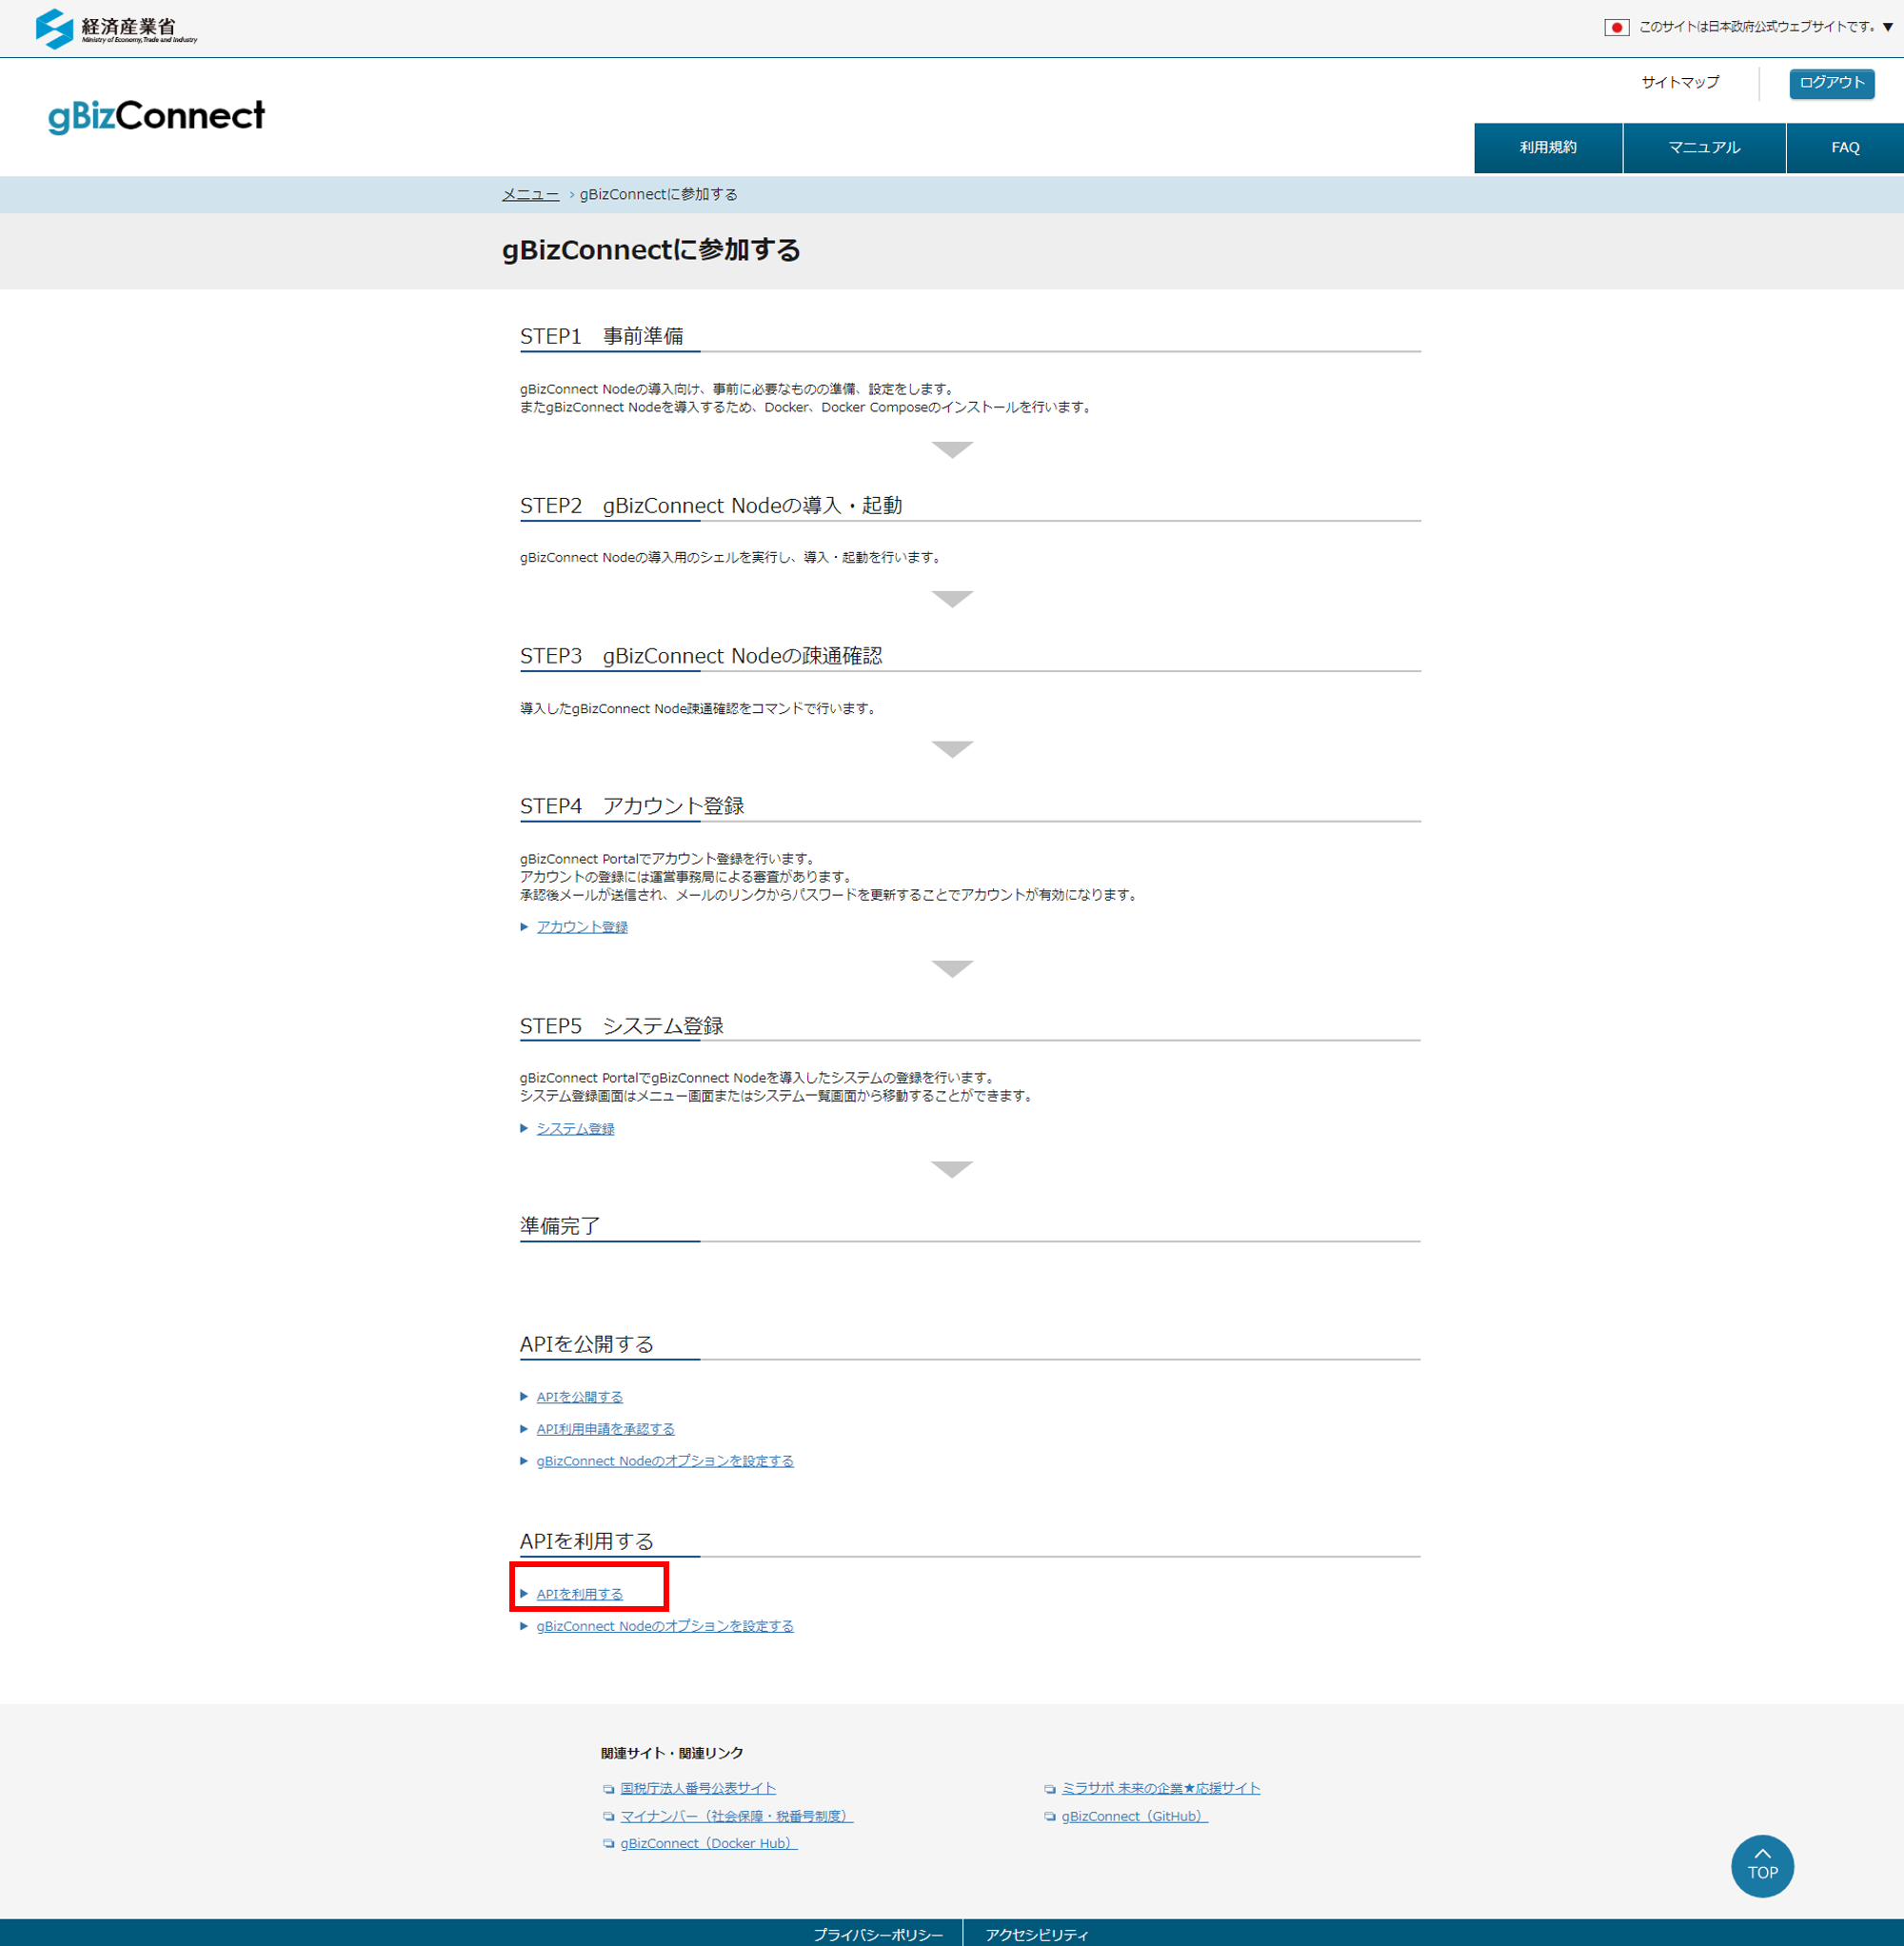 経済産業省
Ministry of Economy, Trade and Industry
このサイトは日本政府公式ウェブサイトです。▼
サイトマップ
ログアウト
gBizConnect
利用規約
マニュアル
FAQ
メニュー › gBizConnectに参加する
gBizConnectに参加する
STEP1　事前準備
gBizConnect Nodeの導入向け、事前に必要なものの準備、設定をします。
またgBizConnect Nodeを導入するため、Docker、Docker Composeのインストールを行います。
STEP2　gBizConnect Nodeの導入・起動
gBizConnect Nodeの導入用のシェルを実行し、導入・起動を行います。
STEP3　gBizConnect Nodeの疎通確認
導入したgBizConnect Node疎通確認をコマンドで行います。
STEP4　アカウント登録
gBizConnect Portalでアカウント登録を行います。
アカウントの登録には運営事務局による審査があります。
承認後メールが送信され、メールのリンクからパスワードを更新することでアカウントが有効になります。
アカウント登録
STEP5　システム登録
gBizConnect PortalでgBizConnect Nodeを導入したシステムの登録を行います。
システム登録画面はメニュー画面またはシステム一覧画面から移動することができます。
システム登録
準備完了
APIを公開する
APIを公開する
API利用申請を承認する
gBizConnect Nodeのオプションを設定する
APIを利用する
APIを利用する
gBizConnect Nodeのオプションを設定する
関連サイト・関連リンク
国税庁法人番号公表サイト
ミラサポ 未来の企業★応援サイト
マイナンバー（社会保障・税番号制度）
gBizConnect（GitHub）
gBizConnect（Docker Hub）
TOP
プライバシーポリシー
アクセシビリティ